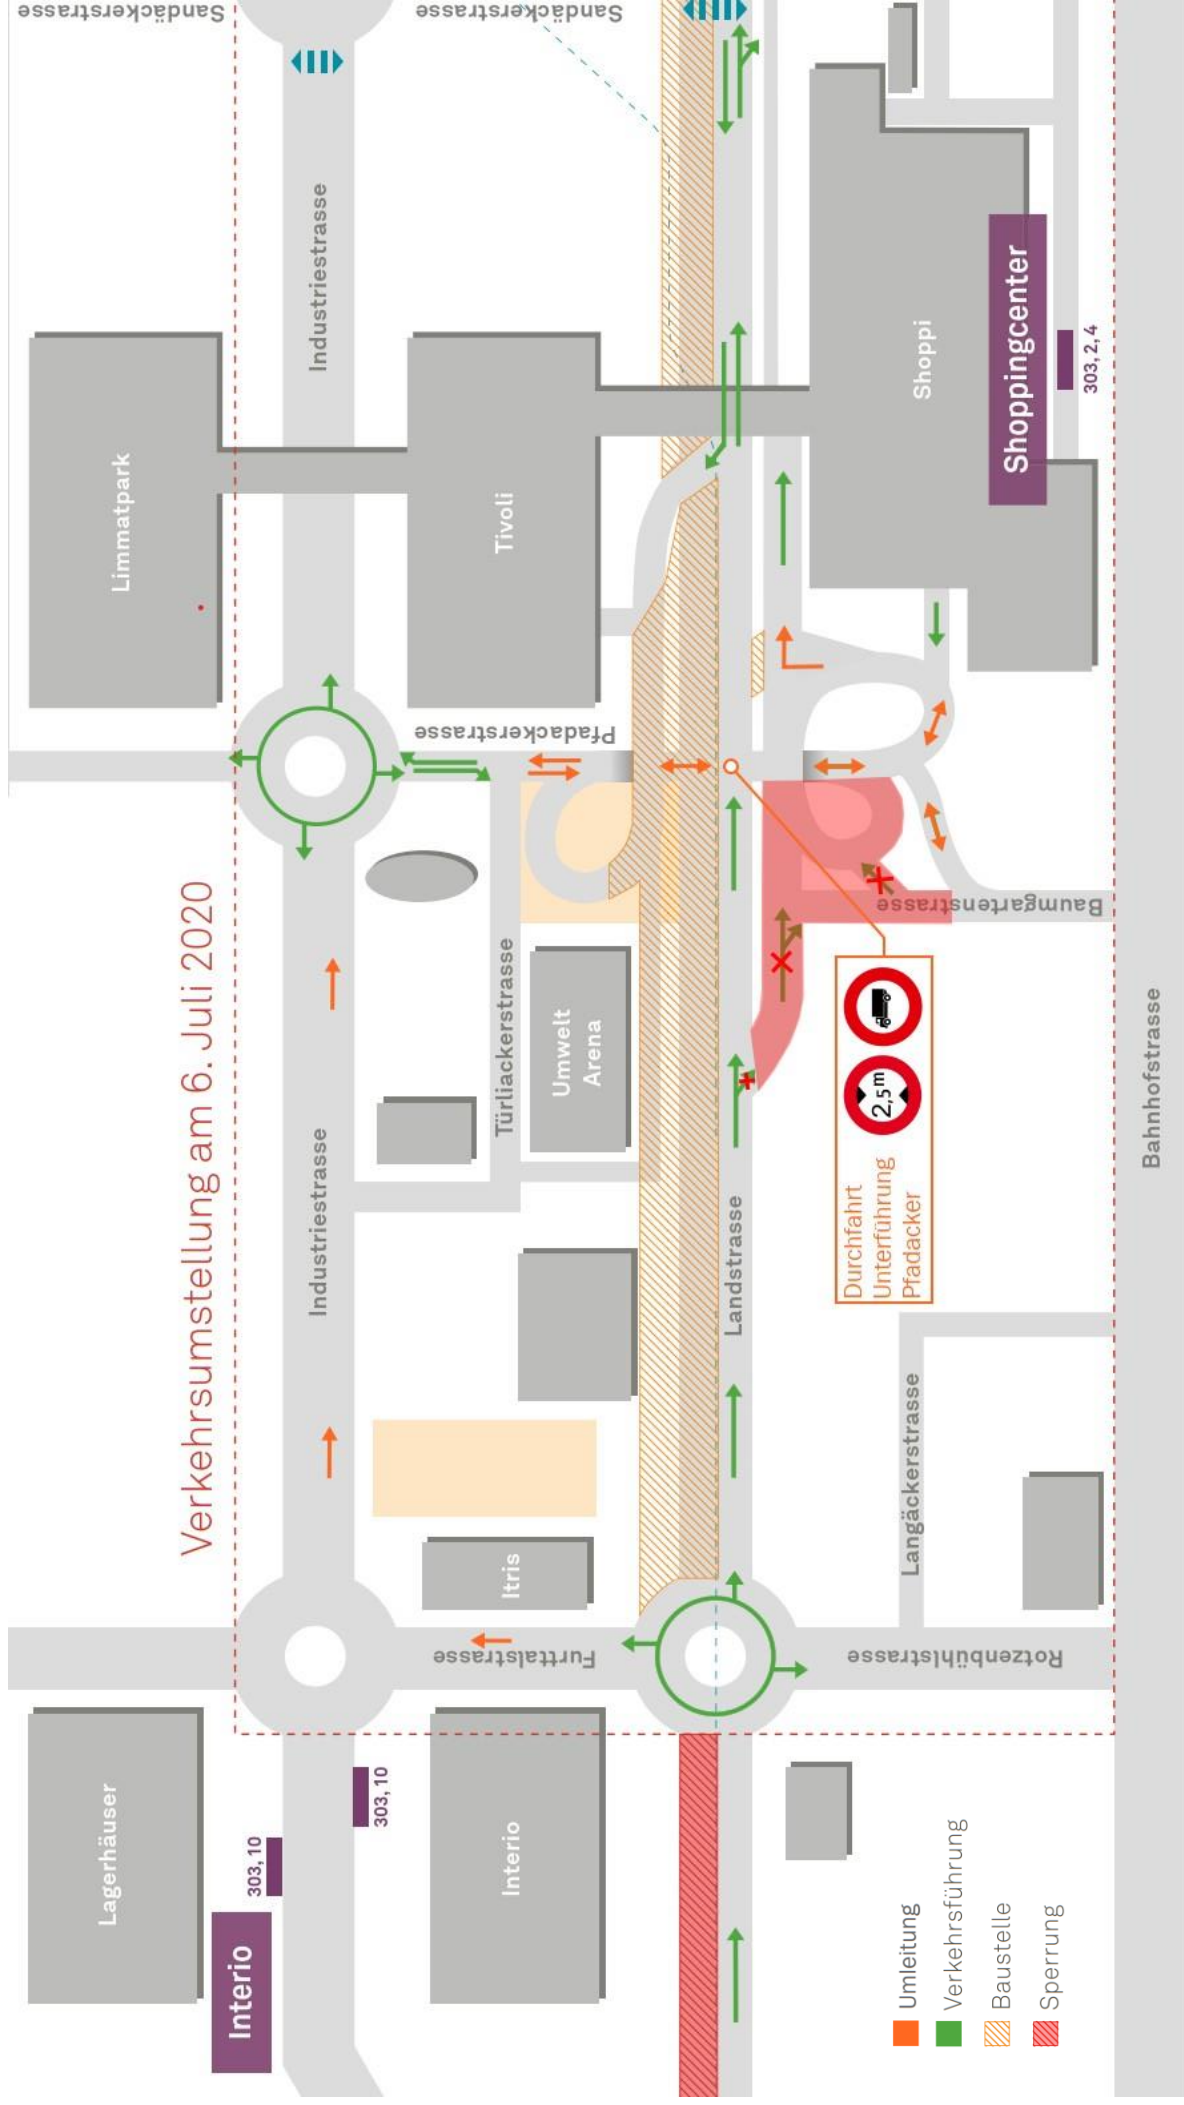 Verkehrsumstellung am 6. Juli 2020
Lagerhäuser
Limmatpark
Interio
303, 10
303, 10
Industriestrasse
Industriestrasse
Sandäckerstrasse
Sandäckerstrasse
Interio
Furttalstrasse
Itris
Türliackerstrasse
Umwelt
Arena
Pfadackerstrasse
Tivoli
Landstrasse
Durchfahrt
Unterführung
Pfadacker
2,5m
Baumgartenstrasse
Rotzenbühlstrasse
Langäckerstrasse
Shoppi
Shoppingcenter
303, 2, 4
Bahnhofstrasse
Umleitung
Verkehrsführung
Baustelle
Sperrung